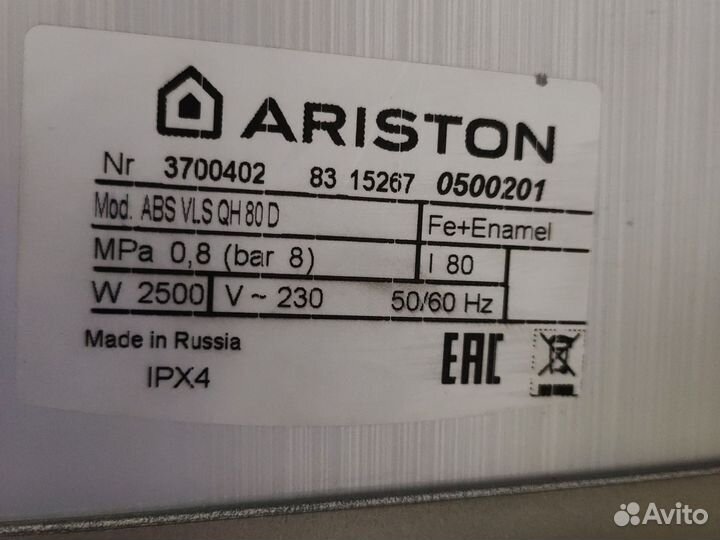 ARISTON
Nr 3700402 83 15267 0500201
Mod. ABS VLS QH 80 D Fe+Enamel
MPa 0,8 (bar 8) l 80
W 2500 V ~ 230 50/60 Hz
Made in Russia
IPX4
EAC
Avito